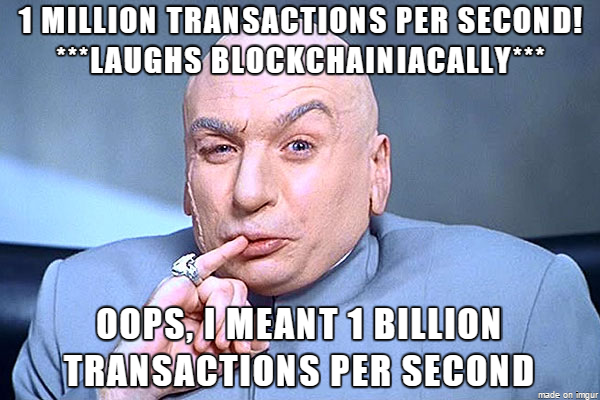 1 MILLION TRANSACTIONS PER SECOND!
***LAUGHS BLOCKCHAINIACALLY***
OOPS, I MEANT 1 BILLION
TRANSACTIONS PER SECOND
made on imgur